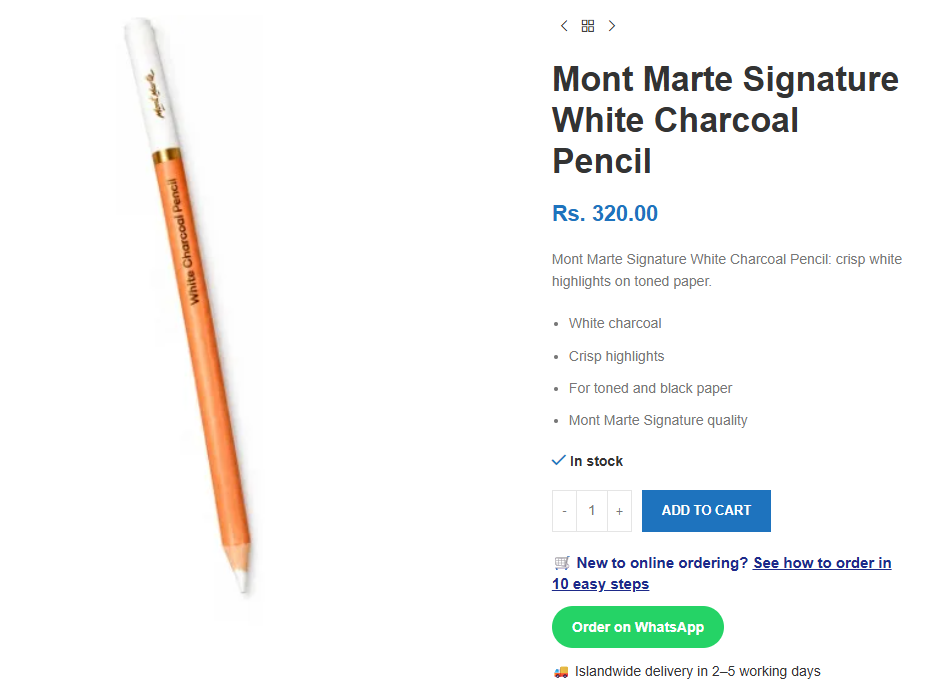 Mont Marte
White Charcoal Pencil
Mont Marte Signature
White Charcoal
Pencil
Rs. 320.00
Mont Marte Signature White Charcoal Pencil: crisp white
highlights on toned paper.
• White charcoal
• Crisp highlights
• For toned and black paper
• Mont Marte Signature quality
In stock
- 1 +
ADD TO CART
New to online ordering? See how to order in
10 easy steps
Order on WhatsApp
Islandwide delivery in 2–5 working days